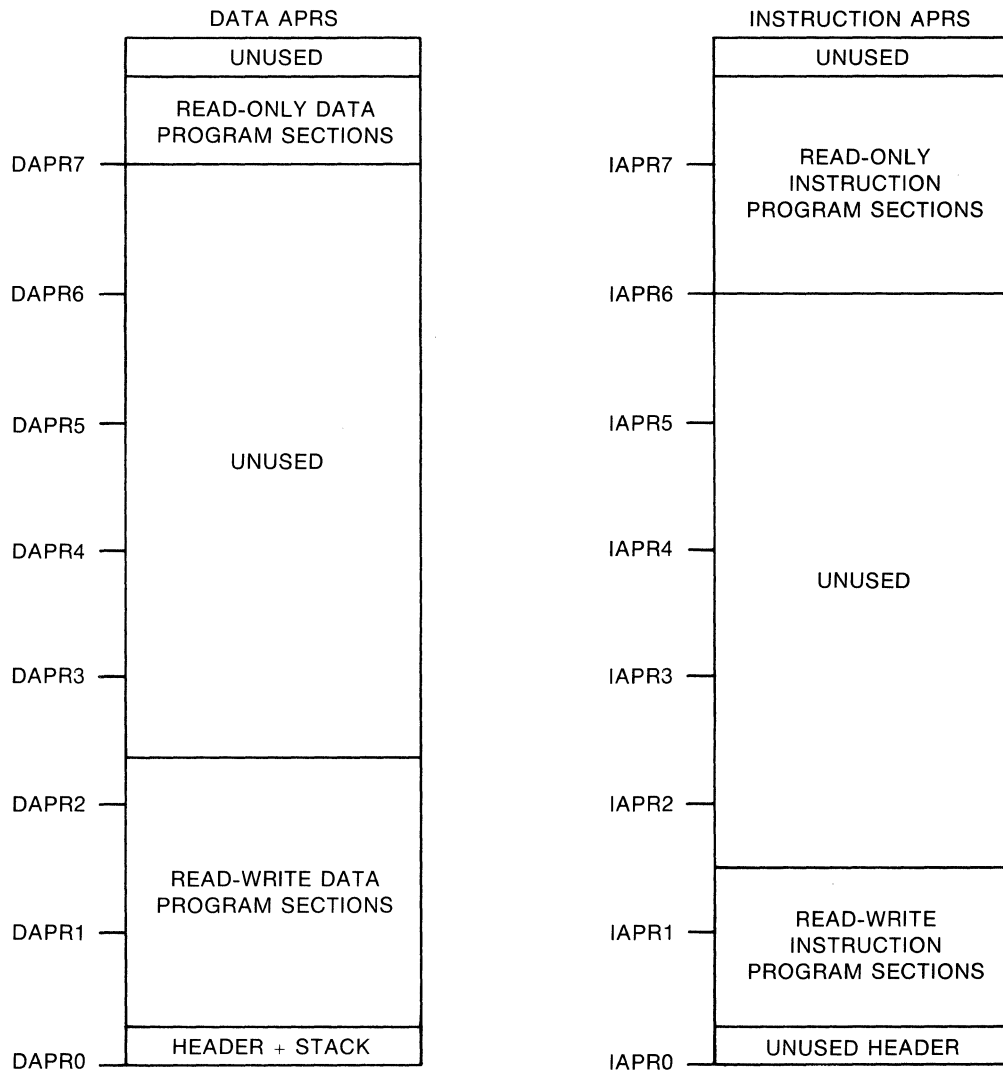 DATA APRS
UNUSED
READ-ONLY DATA
PROGRAM SECTIONS
DAPR7
DAPR6
DAPR5
UNUSED
DAPR4
DAPR3
DAPR2
READ-WRITE DATA
PROGRAM SECTIONS
DAPR1
HEADER + STACK
DAPR0
INSTRUCTION APRS
UNUSED
IAPR7
READ-ONLY
INSTRUCTION
PROGRAM SECTIONS
IAPR6
IAPR5
IAPR4
UNUSED
IAPR3
IAPR2
READ-WRITE
IAPR1
INSTRUCTION
PROGRAM SECTIONS
UNUSED HEADER
IAPR0